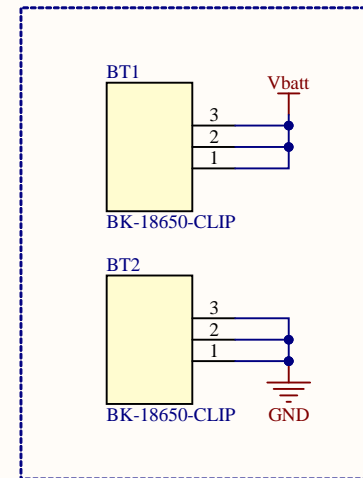 BT1
Vbatt
3
2
1
BK-18650-CLIP
BT2
3
2
1
BK-18650-CLIP
GND